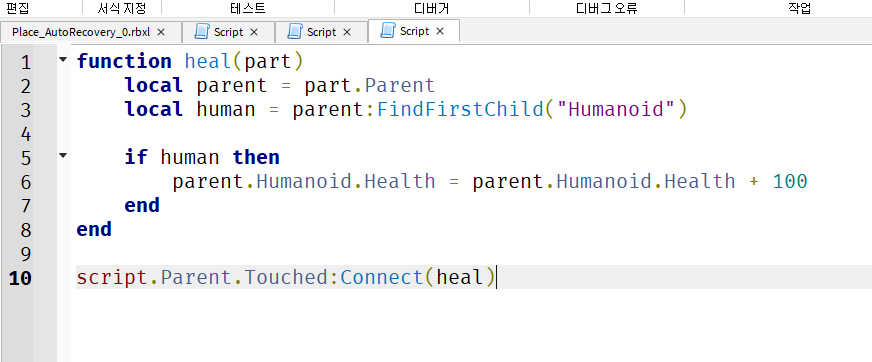 편집 서식 지정 테스트 디버거 디버그 오류 작업
Place_AutoRecovery_0.rbxl × Script × Script × Script ×
1 function heal(part)
2 local parent = part.Parent
3 local human = parent:FindFirstChild("Humanoid")
4
5 if human then
6 parent.Humanoid.Health = parent.Humanoid.Health + 100
7 end
8 end
9
10 script.Parent.Touched:Connect(heal)